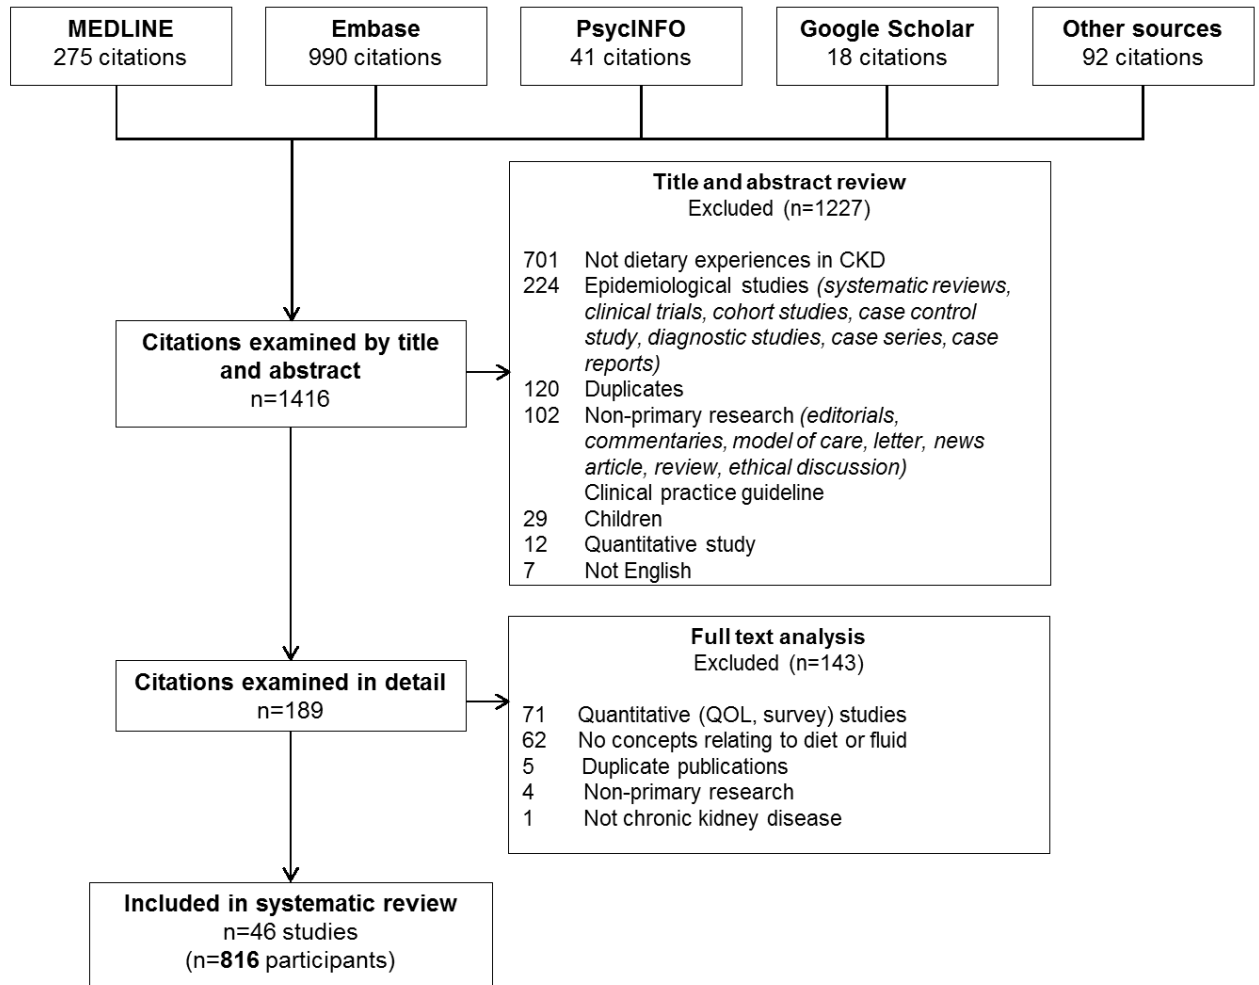 MEDLINE
275 citations
Embase
990 citations
PsycINFO
41 citations
Google Scholar
18 citations
Other sources
92 citations
Title and abstract review
Excluded (n=1227)
701 Not dietary experiences in CKD
224 Epidemiological studies (systematic reviews,
clinical trials, cohort studies, case control
study, diagnostic studies, case series, case
reports)
120 Duplicates
102 Non-primary research (editorials,
commentaries, model of care, letter, news
article, review, ethical discussion)
Clinical practice guideline
29 Children
12 Quantitative study
7 Not English
Citations examined by title
and abstract
n=1416
Full text analysis
Excluded (n=143)
71 Quantitative (QOL, survey) studies
62 No concepts relating to diet or fluid
5 Duplicate publications
4 Non-primary research
1 Not chronic kidney disease
Citations examined in detail
n=189
Included in systematic review
n=46 studies
(n=816 participants)